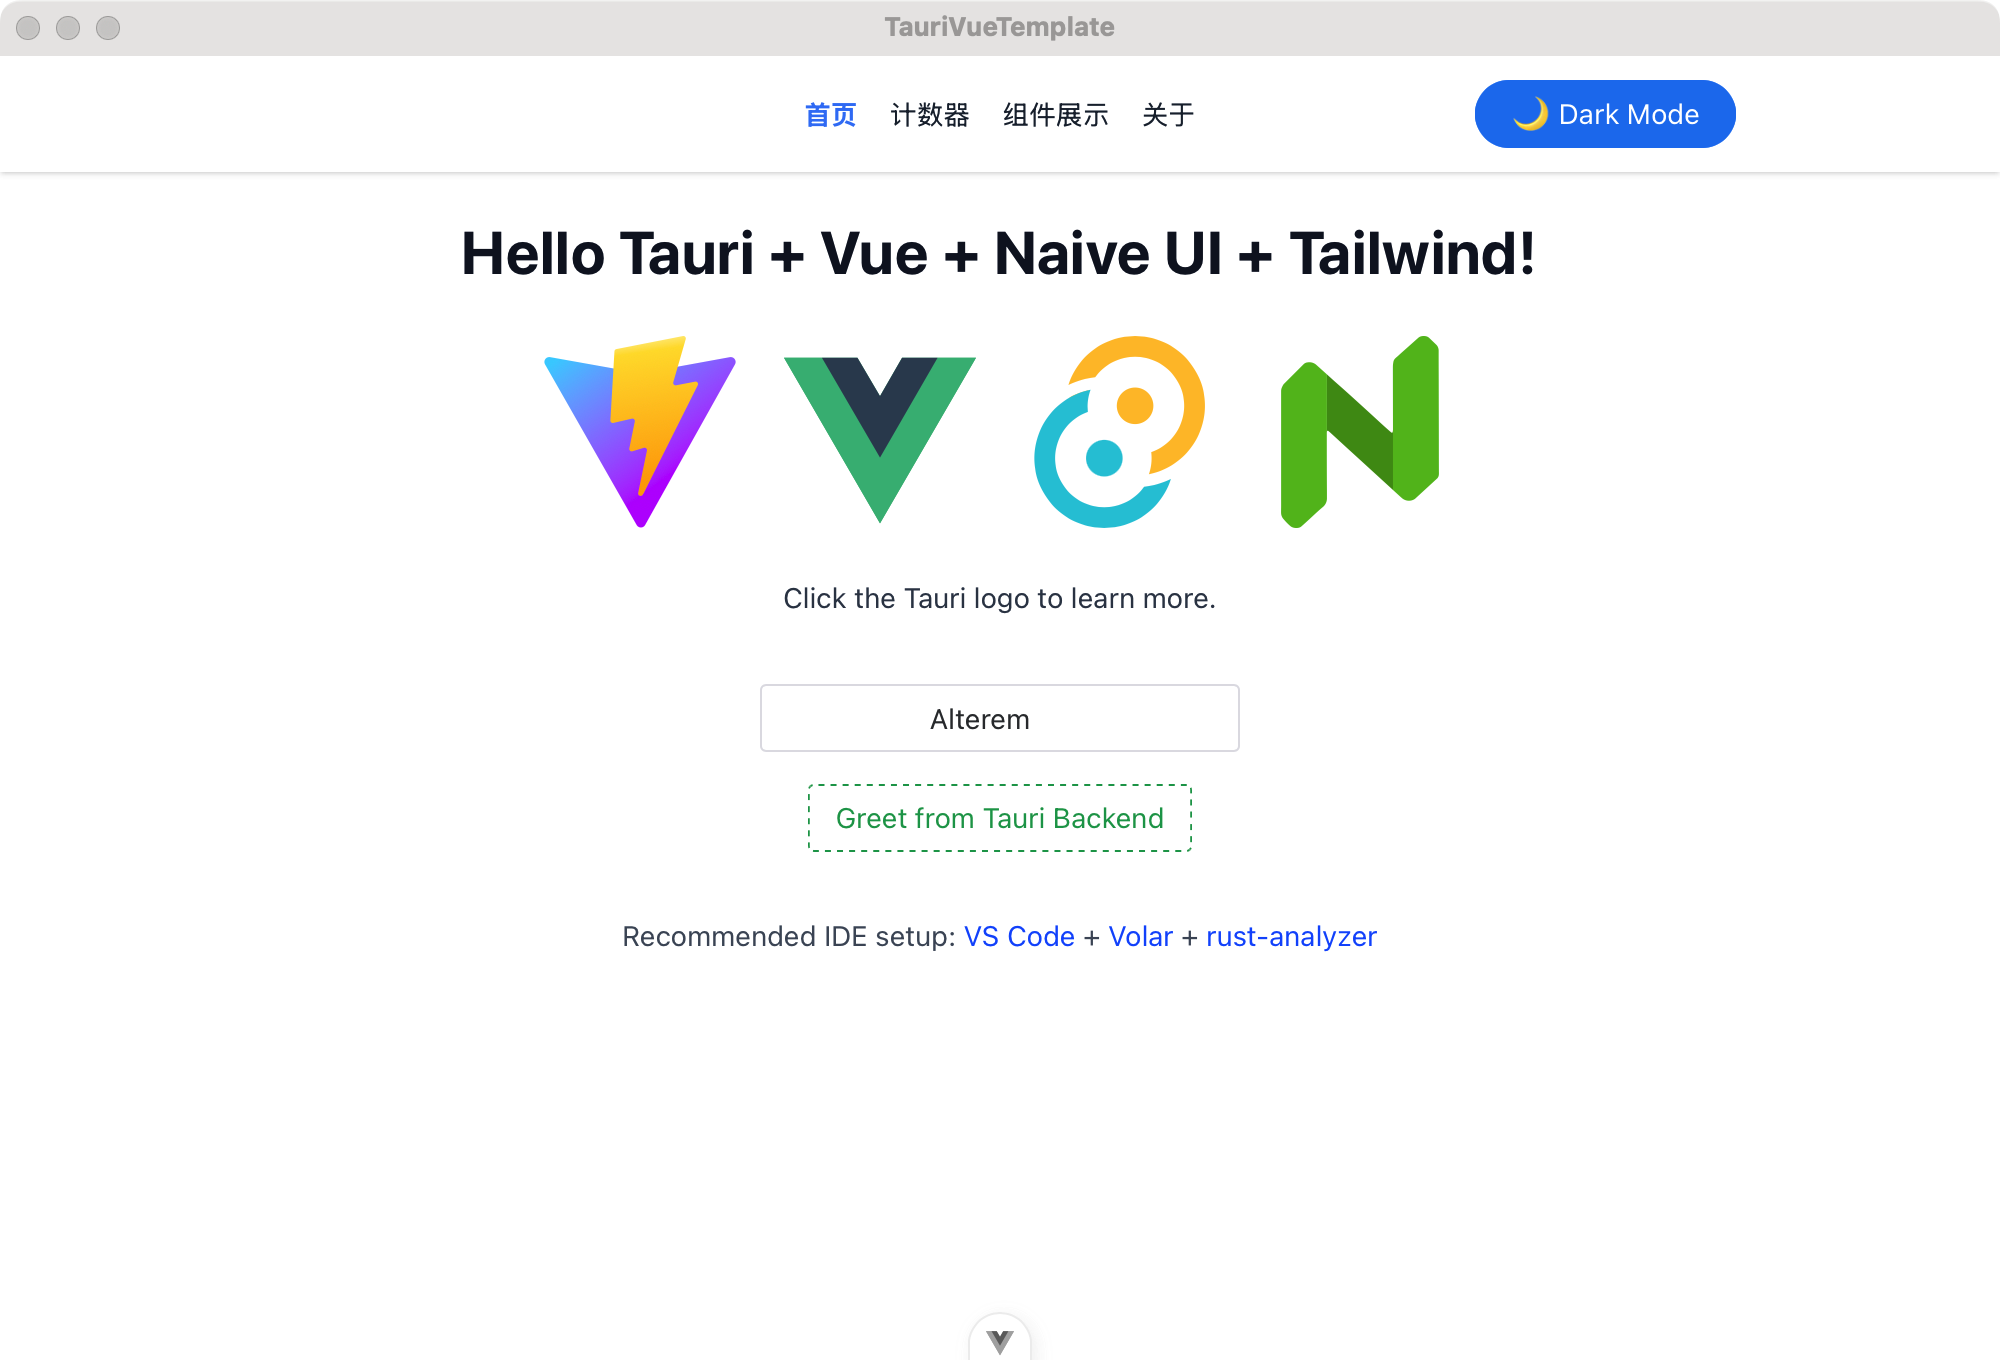 TauriVueTemplate
首页 计数器 组件展示 关于 🌙 Dark Mode
Hello Tauri + Vue + Naive UI + Tailwind!
Click the Tauri logo to learn more.
Alterem
Greet from Tauri Backend
Recommended IDE setup: VS Code + Volar + rust-analyzer